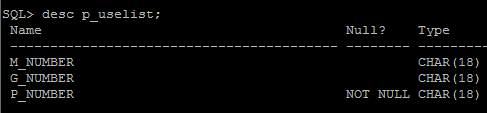 SQL> desc p_uselist;
Name Null? Type
----------------------------------------- -------- ----------
M_NUMBER CHAR(18)
G_NUMBER CHAR(18)
P_NUMBER NOT NULL CHAR(18)